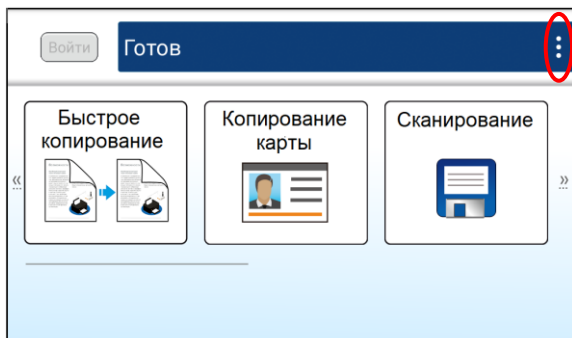 Войти
Готов
Быстрое
копирование
Копирование
карты
Сканирование
«
»